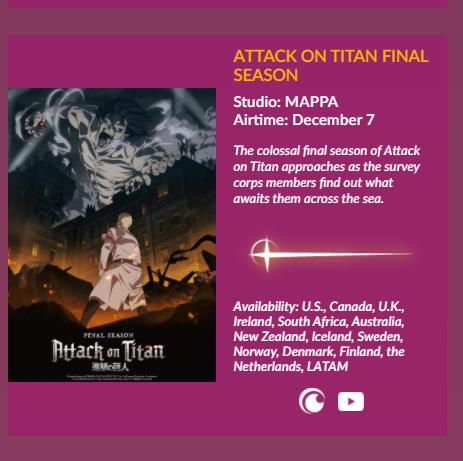 ATTACK ON TITAN FINAL
SEASON
Studio: MAPPA
Airtime: December 7
The colossal final season of Attack
on Titan approaches as the survey
corps members find out what
awaits them across the sea.
Availability: U.S., Canada, U.K.,
Ireland, South Africa, Australia,
New Zealand, Iceland, Sweden,
Norway, Denmark, Finland, the
Netherlands, LATAM
FINAL SEASON
Attack on Titan
進撃の巨人